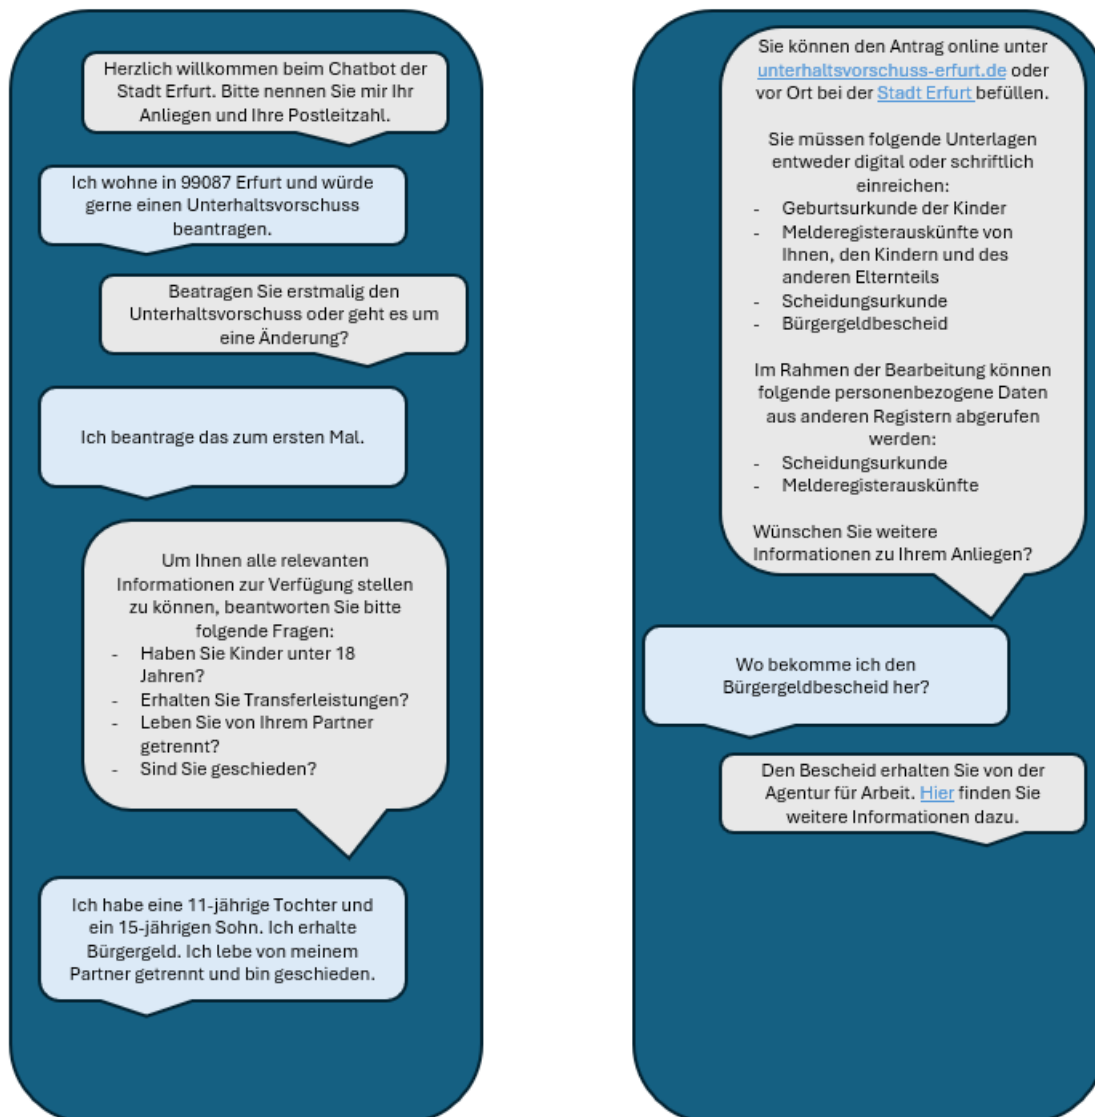 Herzlich willkommen beim Chatbot der
Stadt Erfurt. Bitte nennen Sie mir Ihr
Anliegen und Ihre Postleitzahl.
Ich wohne in 99087 Erfurt und würde
gerne einen Unterhaltsvorschuss
beantragen.
Beatragen Sie erstmalig den
Unterhaltsvorschuss oder geht es um
eine Änderung?
Ich beantrage das zum ersten Mal.
Um Ihnen alle relevanten
Informationen zur Verfügung stellen
zu können, beantworten Sie bitte
folgende Fragen:
- Haben Sie Kinder unter 18
Jahren?
- Erhalten Sie Transferleistungen?
- Leben Sie von Ihrem Partner
getrennt?
- Sind Sie geschieden?
Ich habe eine 11-jährige Tochter und
ein 15-jährigen Sohn. Ich erhalte
Bürgergeld. Ich lebe von meinem
Partner getrennt und bin geschieden.
Sie können den Antrag online unter
unterhaltsvorschuss-erfurt.de oder
vor Ort bei der Stadt Erfurt befüllen.
Sie müssen folgende Unterlagen
entweder digital oder schriftlich
einreichen:
- Geburtsurkunde der Kinder
- Melderegisterauskünfte von
Ihnen, den Kindern und des
anderen Elternteils
- Scheidungsurkunde
- Bürgergeldbescheid
Im Rahmen der Bearbeitung können
folgende personenbezogene Daten
aus anderen Registern abgerufen
werden:
- Scheidungsurkunde
- Melderegisterauskünfte
Wünschen Sie weitere
Informationen zu Ihrem Anliegen?
Wo bekomme ich den
Bürgergeldbescheid her?
Den Bescheid erhalten Sie von der
Agentur für Arbeit. Hier finden Sie
weitere Informationen dazu.